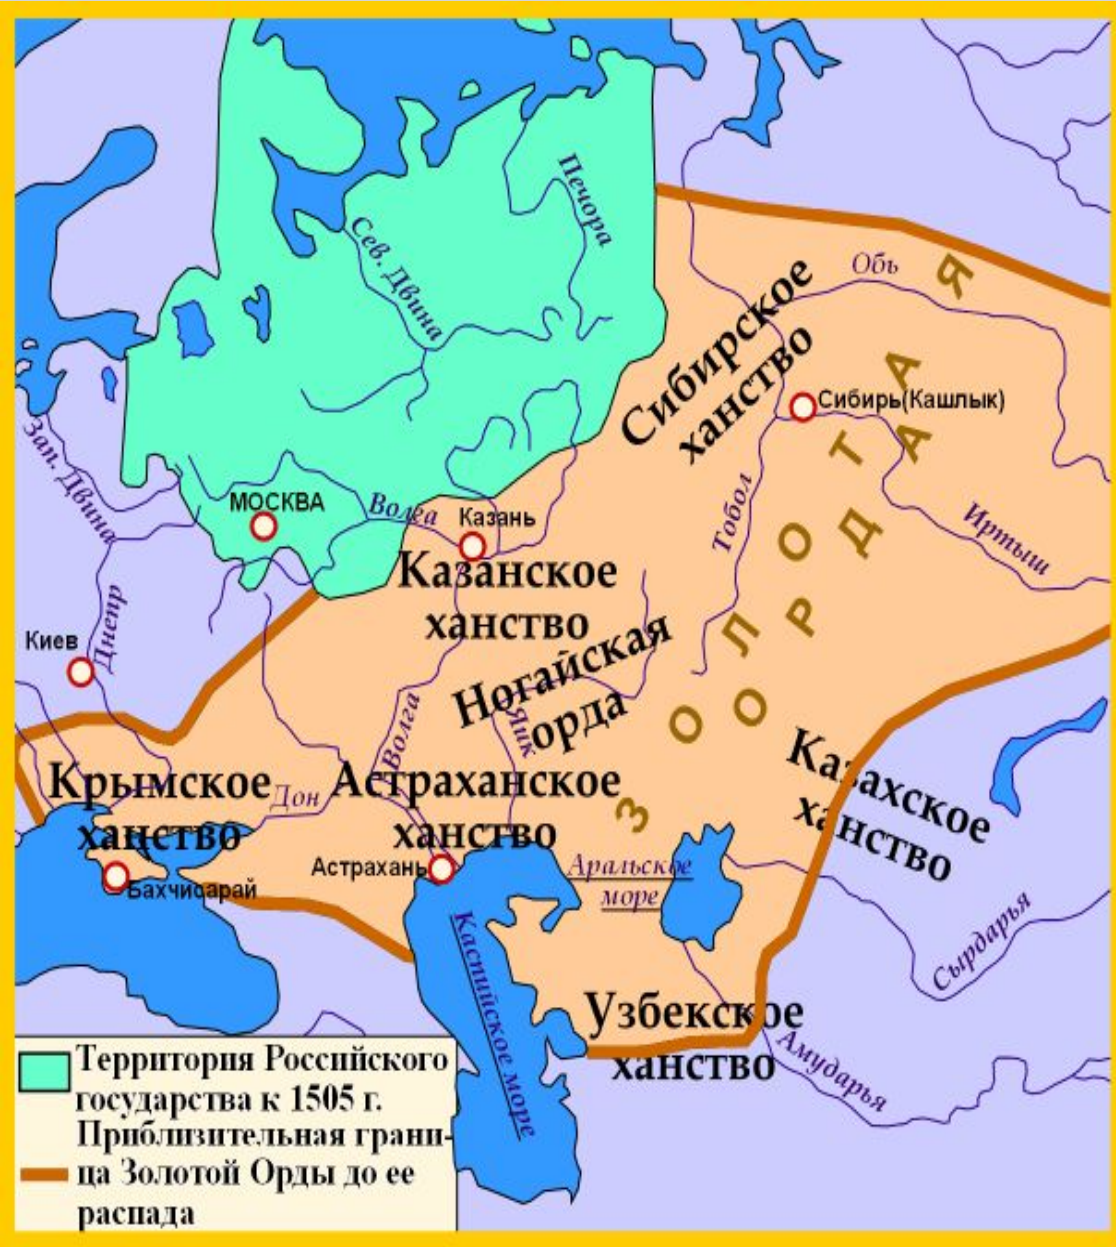 Печора
Сев. Двина
Обь
Сибирское
ханство
Сибирь(Кашлык)
ЗОЛОТАЯ
ОРДА
Зап. Двина
МОСКВА
Волга
Казань
Казанское
ханство
Тобол
Иртыш
Киев
Днепр
Ногайская
орда
Яик
Волга
Крымское
ханство
Дон
Астраханское
ханство
Казахское
ханство
Астрахань
Бахчисарай
Аральское
море
Каспийское море
Сырдарья
Узбекское
ханство
Амударья
Территория Российского
государства к 1505 г.
Приблизительная грани-
ца Золотой Орды до ее
распада